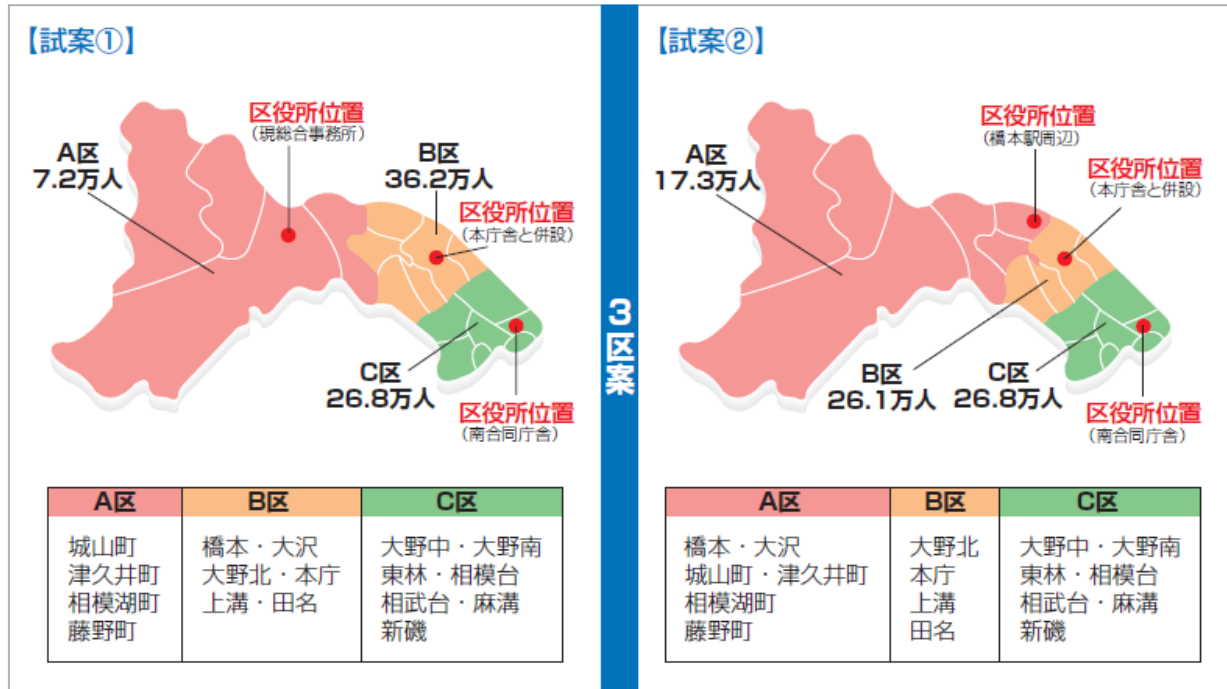 【試案①】
区役所位置
（現総合事務所）
A区
7.2万人
B区
36.2万人
区役所位置
（本庁舎と併設）
C区
26.8万人
区役所位置
（南合同庁舎）
A区
B区
C区
城山町
津久井町
相模湖町
藤野町
橋本・大沢
大野北・本庁
上溝・田名
大野中・大野南
東林・相模台
相武台・麻溝
新磯
3区案
【試案②】
区役所位置
（橋本駅周辺）
A区
17.3万人
区役所位置
（本庁舎と併設）
B区
26.1万人
C区
26.8万人
区役所位置
（南合同庁舎）
A区
B区
C区
橋本・大沢
城山町・津久井町
相模湖町
藤野町
大野北
本庁
上溝
田名
大野中・大野南
東林・相模台
相武台・麻溝
新磯